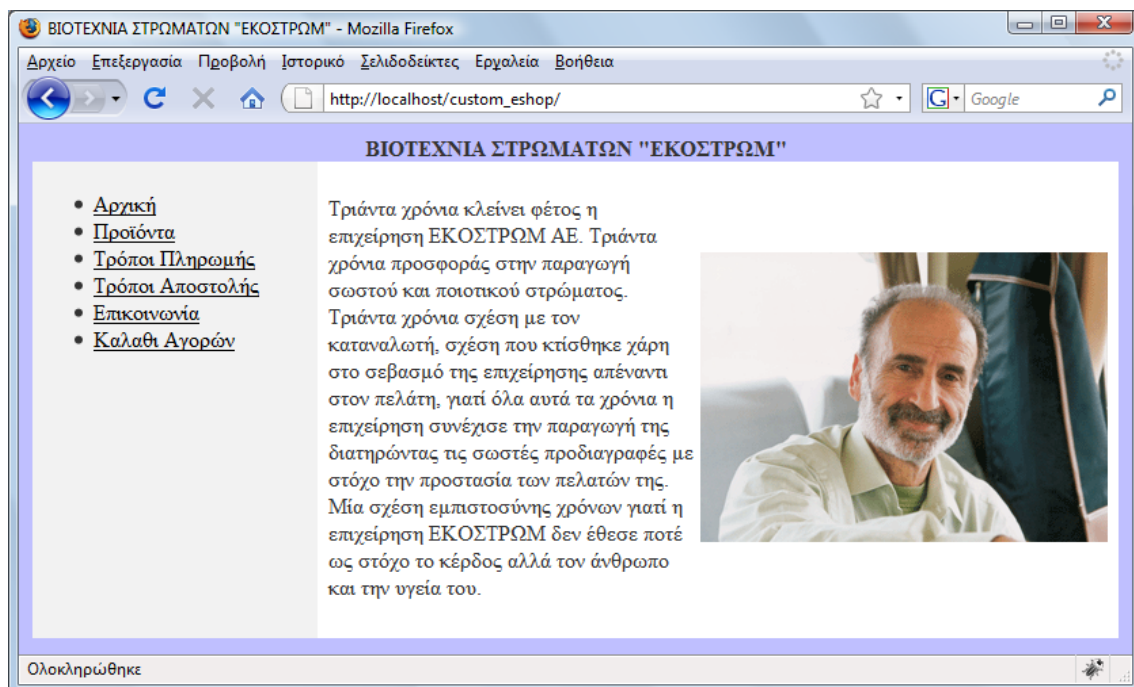 ΒΙΟΤΕΧΝΙΑ ΣΤΡΩΜΑΤΩΝ "ΕΚΟΣΤΡΩΜ" - Mozilla Firefox
Αρχείο Επεξεργασία Προβολή Ιστορικό Σελιδοδείκτες Εργαλεία Βοήθεια
http://localhost/custom_eshop/
G Google
ΒΙΟΤΕΧΝΙΑ ΣΤΡΩΜΑΤΩΝ "ΕΚΟΣΤΡΩΜ"
Αρχική
Προϊόντα
Τρόποι Πληρωμής
Τρόποι Αποστολής
Επικοινωνία
Καλαθι Αγορών
Τριάντα χρόνια κλείνει φέτος η
επιχείρηση ΕΚΟΣΤΡΩΜ ΑΕ. Τριάντα
χρόνια προσφοράς στην παραγωγή
σωστού και ποιοτικού στρώματος.
Τριάντα χρόνια σχέση με τον
καταναλωτή, σχέση που κτίσθηκε χάρη
στο σεβασμό της επιχείρησης απέναντι
στον πελάτη, γιατί όλα αυτά τα χρόνια η
επιχείρηση συνέχισε την παραγωγή της
διατηρώντας τις σωστές προδιαγραφές με
στόχο την προστασία των πελατών της.
Μία σχέση εμπιστοσύνης χρόνων γιατί η
επιχείρηση ΕΚΟΣΤΡΩΜ δεν έθεσε ποτέ
ως στόχο το κέρδος αλλά τον άνθρωπο
και την υγεία του.
Ολοκληρώθηκε